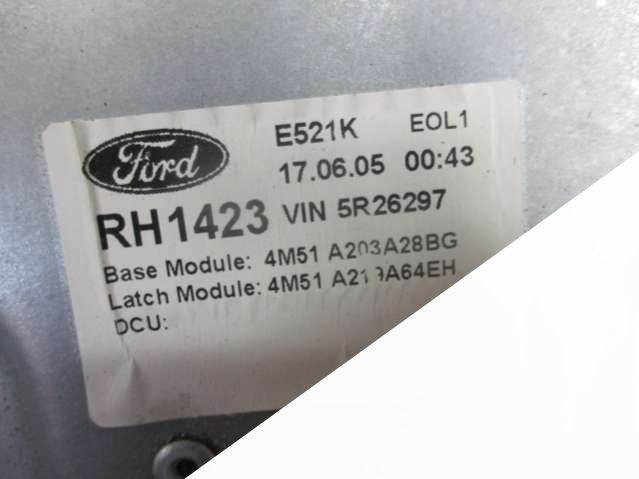 Ford
E521K EOL1
17.06.05 00:43
RH1423 VIN 5R26297
Base Module: 4M51 A203A28BG
Latch Module: 4M51 A219A64EH
DCU: